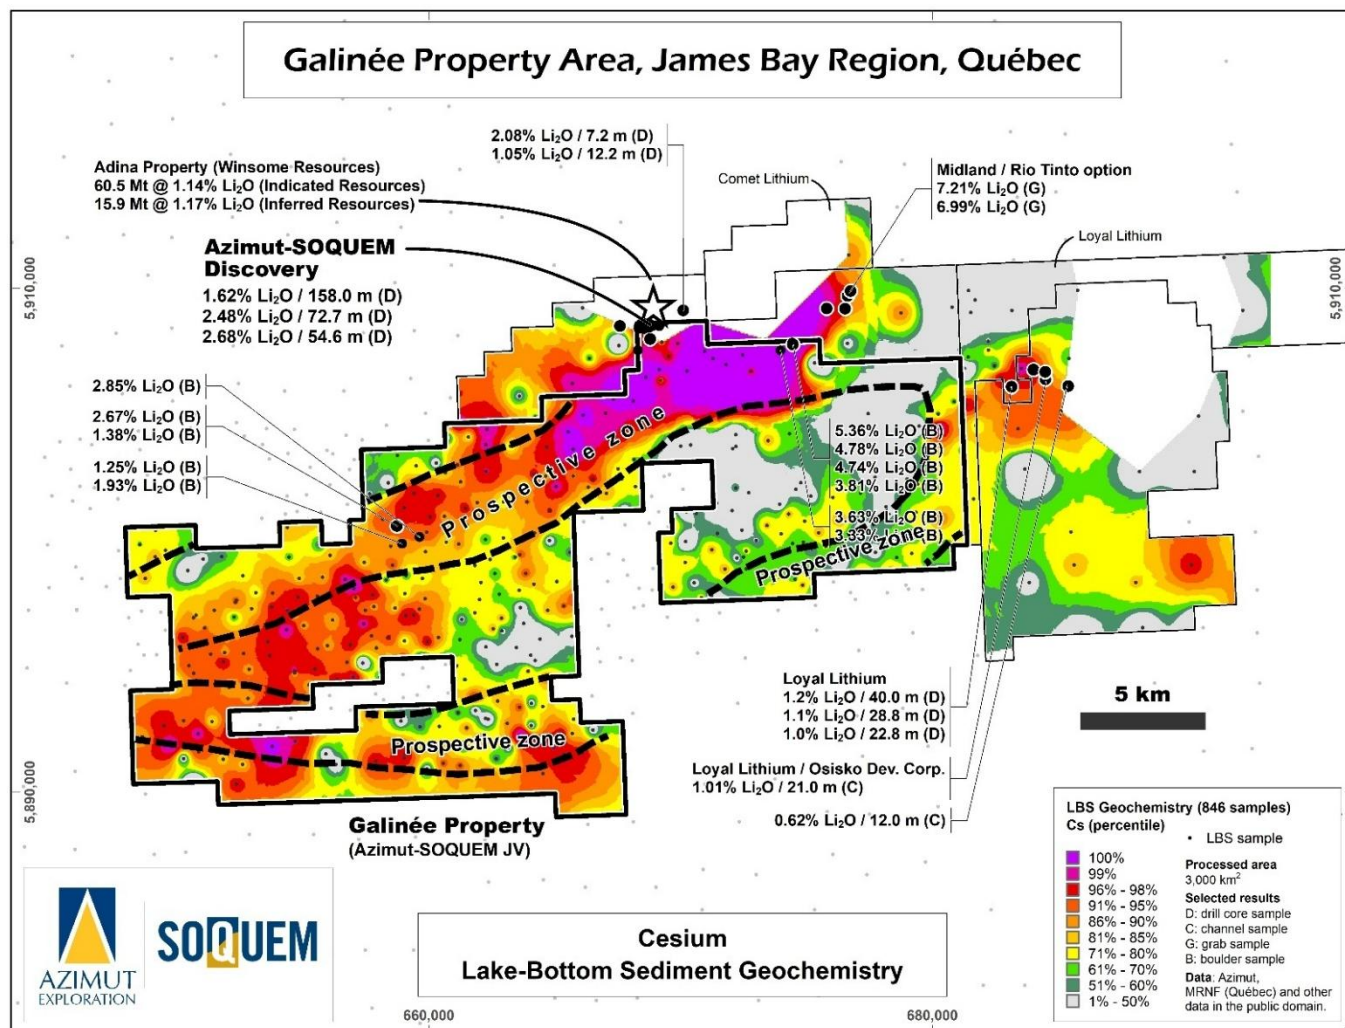 Galinée Property Area, James Bay Region, Québec
2.08% Li₂O / 7.2 m (D)
1.05% Li₂O / 12.2 m (D)
Adina Property (Winsome Resources)
60.5 Mt @ 1.14% Li₂O (Indicated Resources)
15.9 Mt @ 1.17% Li₂O (Inferred Resources)
Comet Lithium
Midland / Rio Tinto option
7.21% Li₂O (G)
6.99% Li₂O (G)
Loyal Lithium
Azimut-SOQUEM
Discovery
1.62% Li₂O / 158.0 m (D)
2.48% Li₂O / 72.7 m (D)
2.68% Li₂O / 54.6 m (D)
5,910,000
5,910,000
2.85% Li₂O (B)
2.67% Li₂O (B)
1.38% Li₂O (B)
1.25% Li₂O (B)
1.93% Li₂O (B)
Prospective zone
5.36% Li₂O (B)
4.78% Li₂O (B)
4.74% Li₂O (B)
3.81% Li₂O (B)
3.63% Li₂O (B)
3.33% Li₂O (B)
Prospective zone
Prospective zone
Loyal Lithium
1.2% Li₂O / 40.0 m (D)
1.1% Li₂O / 28.8 m (D)
1.0% Li₂O / 22.8 m (D)
Loyal Lithium / Osisko Dev. Corp.
1.01% Li₂O / 21.0 m (C)
0.62% Li₂O / 12.0 m (C)
5 km
5,890,000
5,890,000
Galinée Property
(Azimut-SOQUEM JV)
LBS Geochemistry (846 samples)
Cs (percentile)
100%
99%
96% - 98%
91% - 95%
86% - 90%
81% - 85%
71% - 80%
61% - 70%
51% - 60%
1% - 50%
LBS sample
Processed area
3,000 km²
Selected results
D: drill core sample
C: channel sample
G: grab sample
B: boulder sample
Data: Azimut,
MRNF (Québec) and other
data in the public domain.
AZIMUT
EXPLORATION
SOQUEM
Cesium
Lake-Bottom Sediment Geochemistry
660,000
680,000